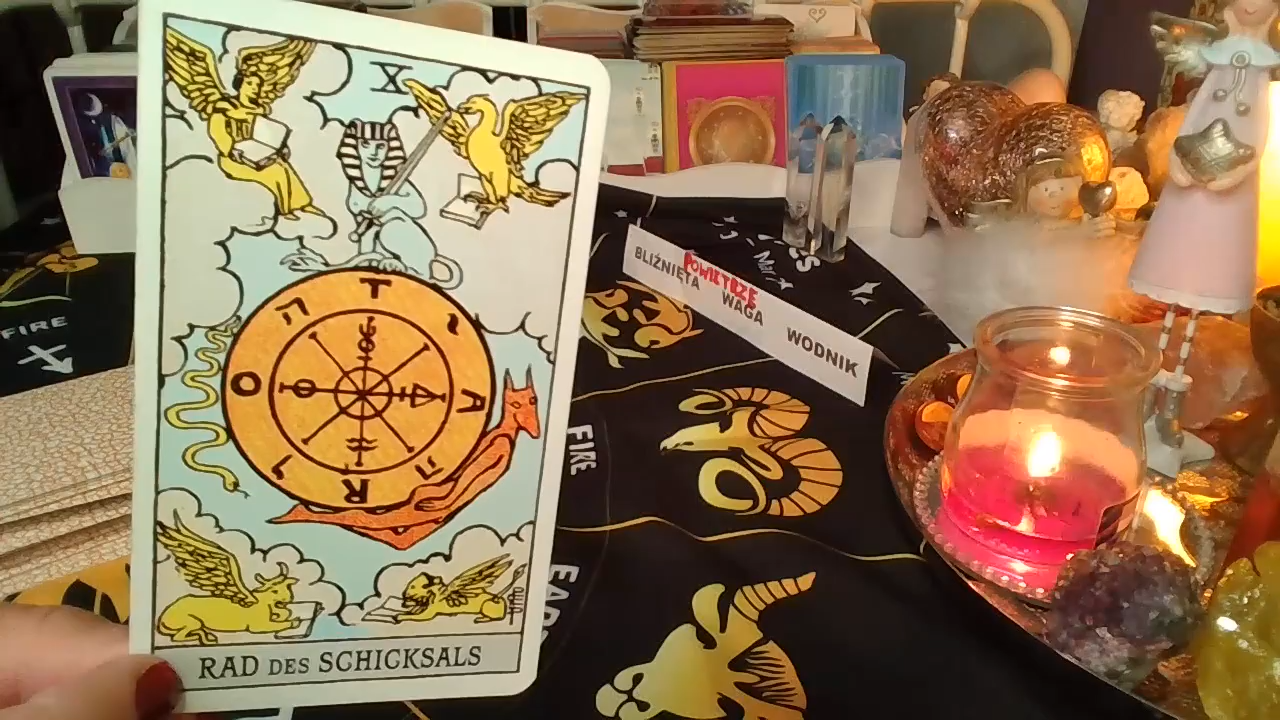 X
T
A
R
O
RAD DES SCHICKSALS
POWIETRZE
BLIŹNIĘTA WAGA WODNIK
FIRE
FIRE